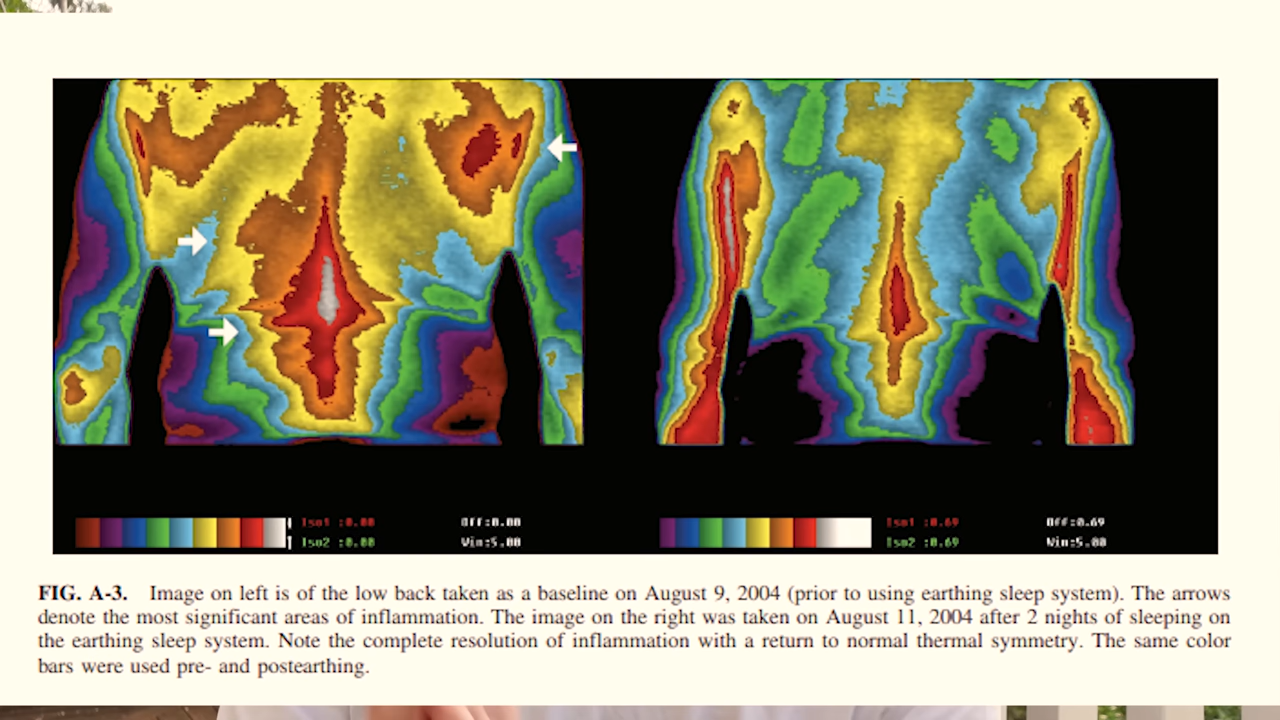 Iso1 :0.00 Off:0.00 Iso1 :0.69 Off:0.69
Iso2 :0.00 Win:5.00 Iso2 :0.69 Win:5.00
FIG. A-3. Image on left is of the low back taken as a baseline on August 9, 2004 (prior to using earthing sleep system). The arrows
denote the most significant areas of inflammation. The image on the right was taken on August 11, 2004 after 2 nights of sleeping on
the earthing sleep system. Note the complete resolution of inflammation with a return to normal thermal symmetry. The same color
bars were used pre- and postearthing.